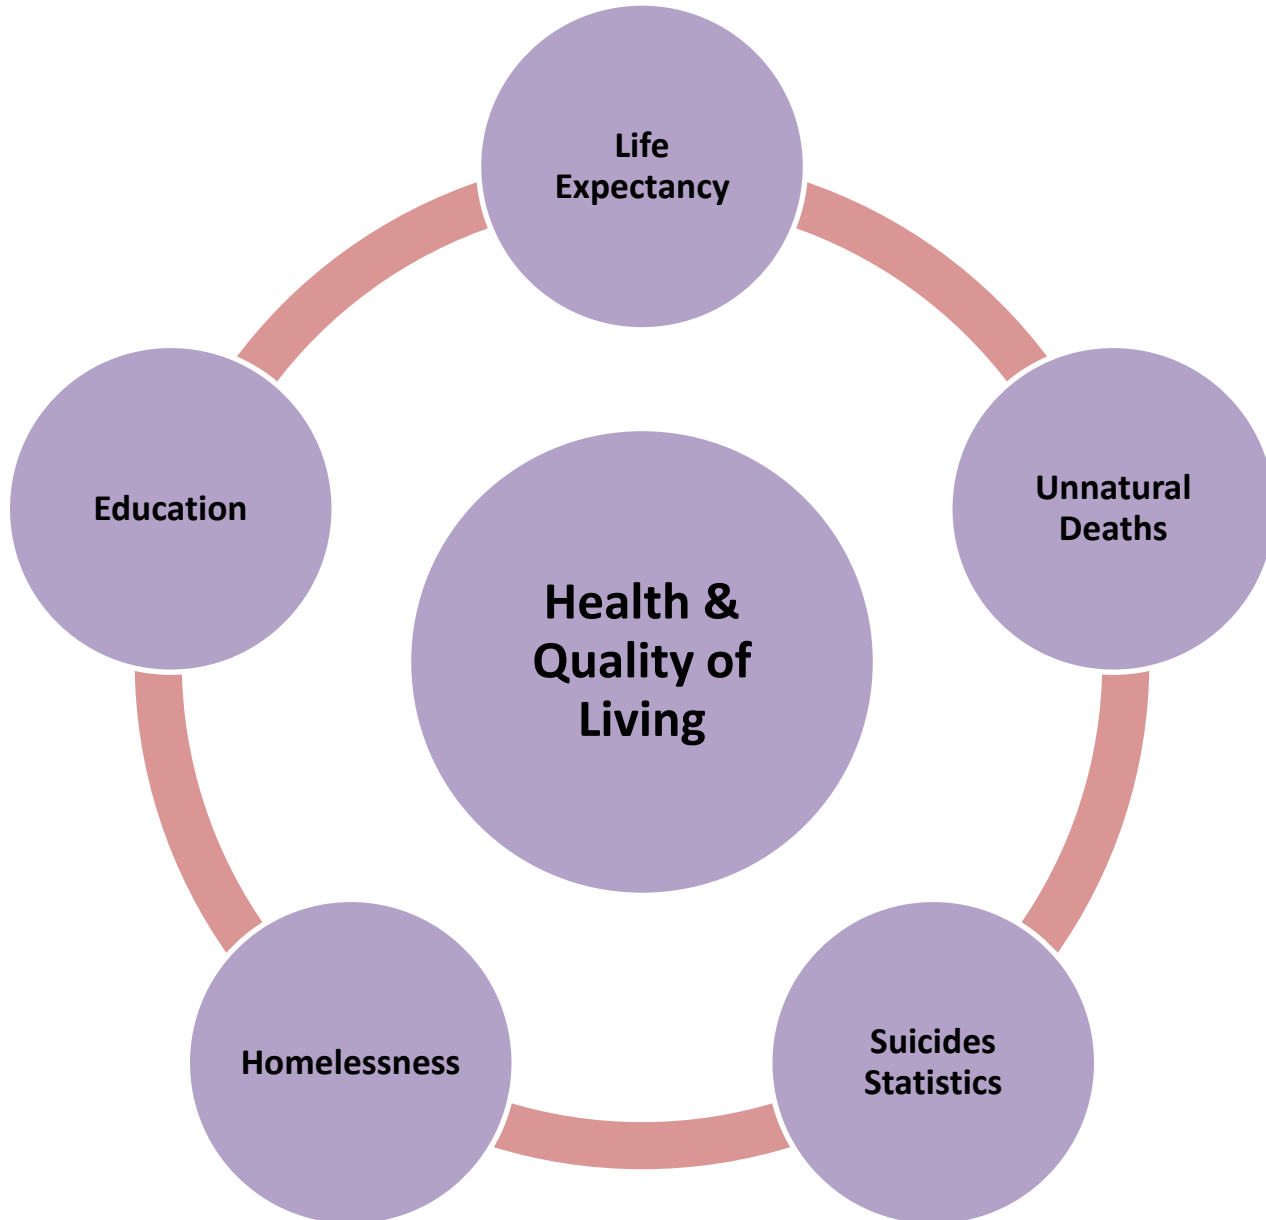 Life
Expectancy
Unnatural
Deaths
Education
Health &
Quality of
Living
Suicides
Statistics
Homelessness